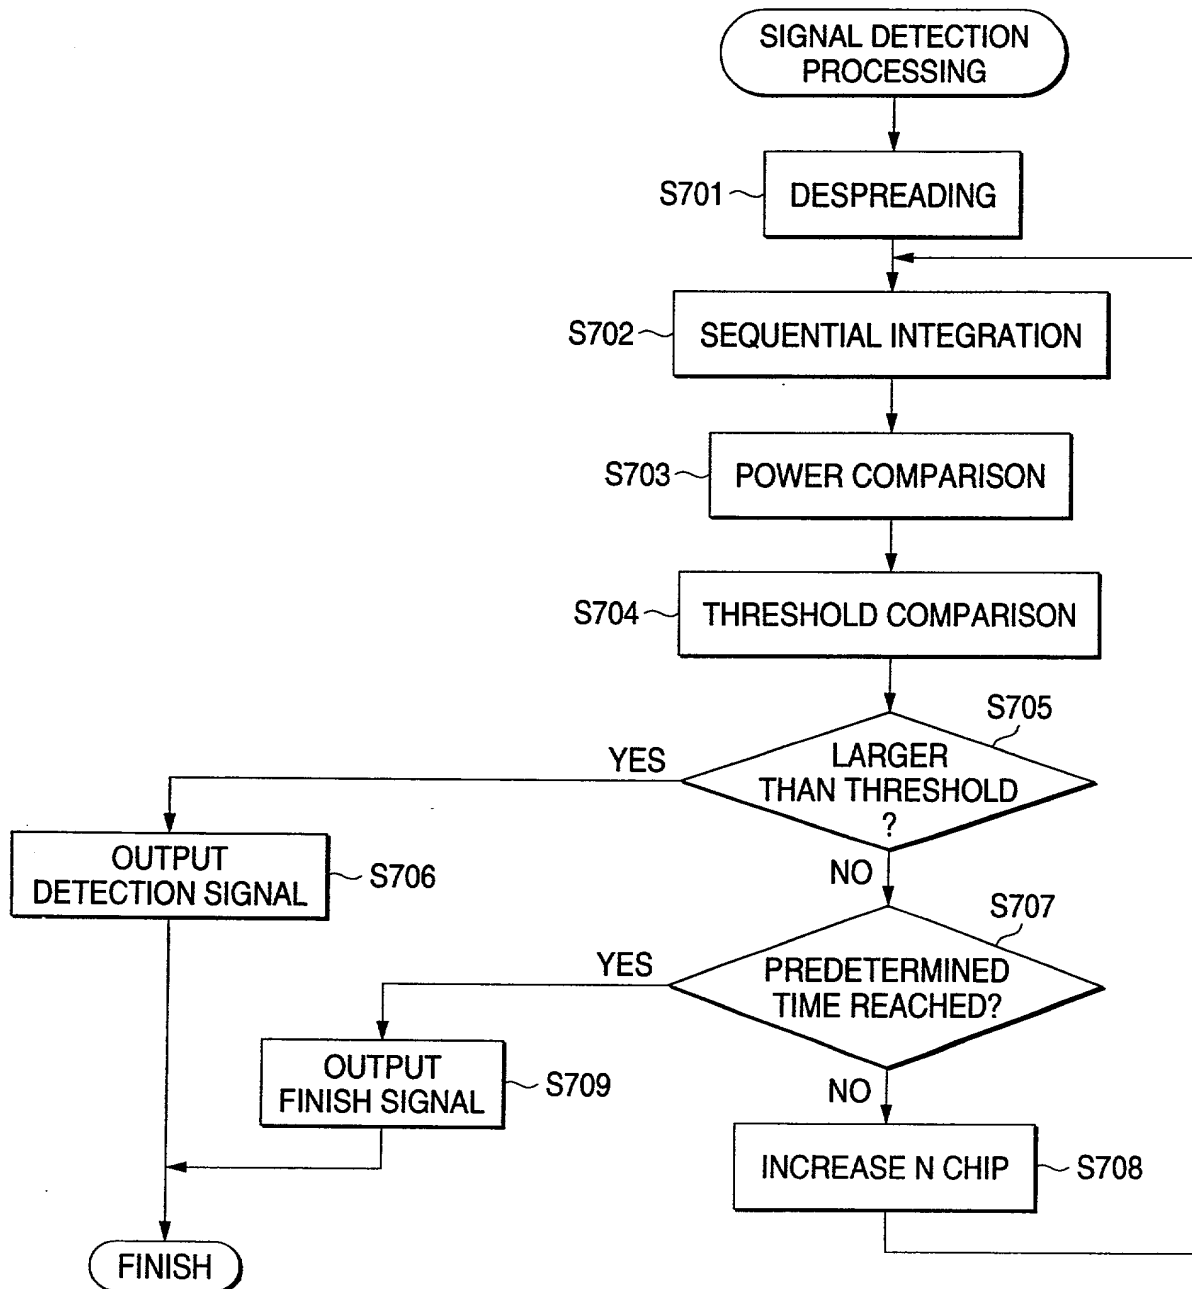 SIGNAL DETECTION
PROCESSING
S701
DESPREADING
S702
SEQUENTIAL INTEGRATION
S703
POWER COMPARISON
S704
THRESHOLD COMPARISON
S705
LARGER
THAN THRESHOLD
?
YES
NO
OUTPUT
DETECTION SIGNAL
S706
S707
PREDETERMINED
TIME REACHED?
YES
NO
OUTPUT
FINISH SIGNAL
S709
INCREASE N CHIP
S708
FINISH